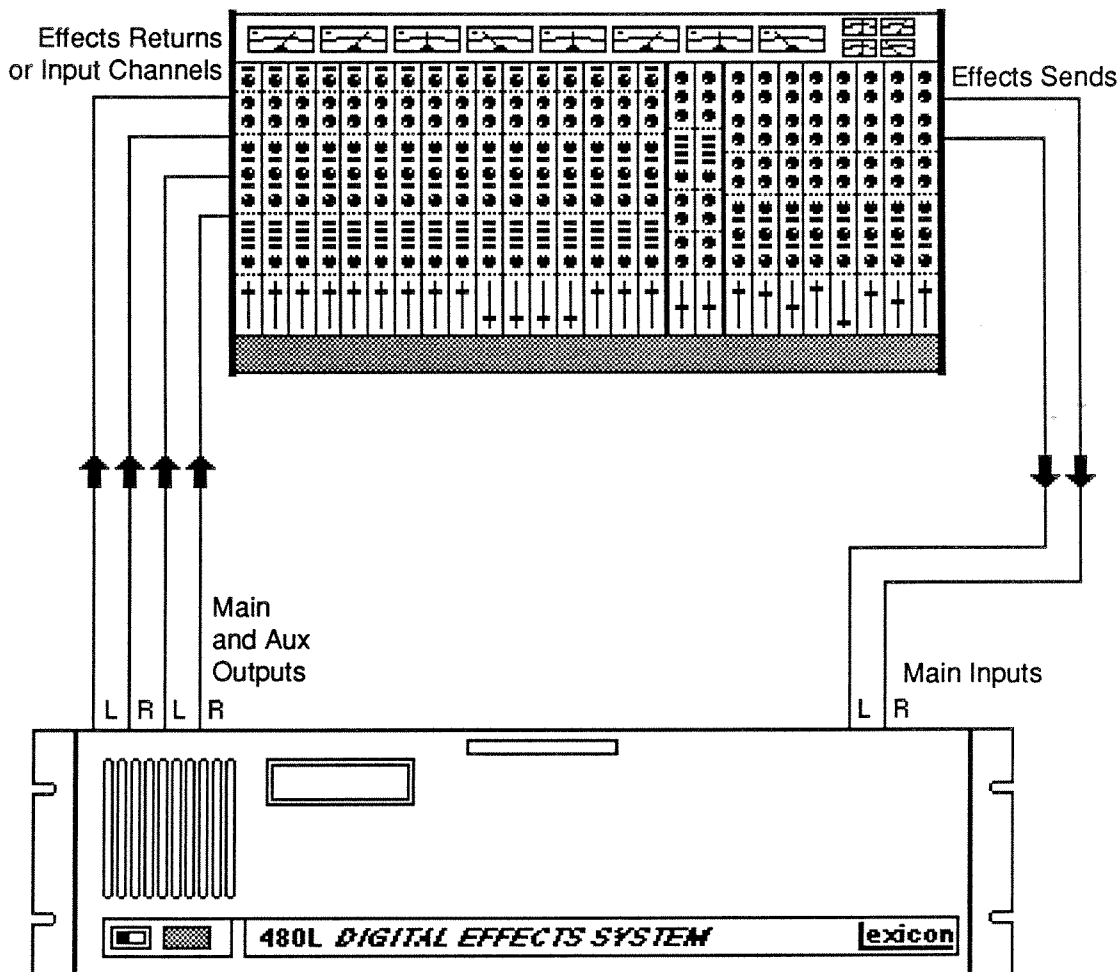 Effects Returns
or Input Channels
Effects Sends
Main
and Aux
Outputs
Main Inputs
L R L R
L R
480L DIGITAL EFFECTS SYSTEM
lexicon